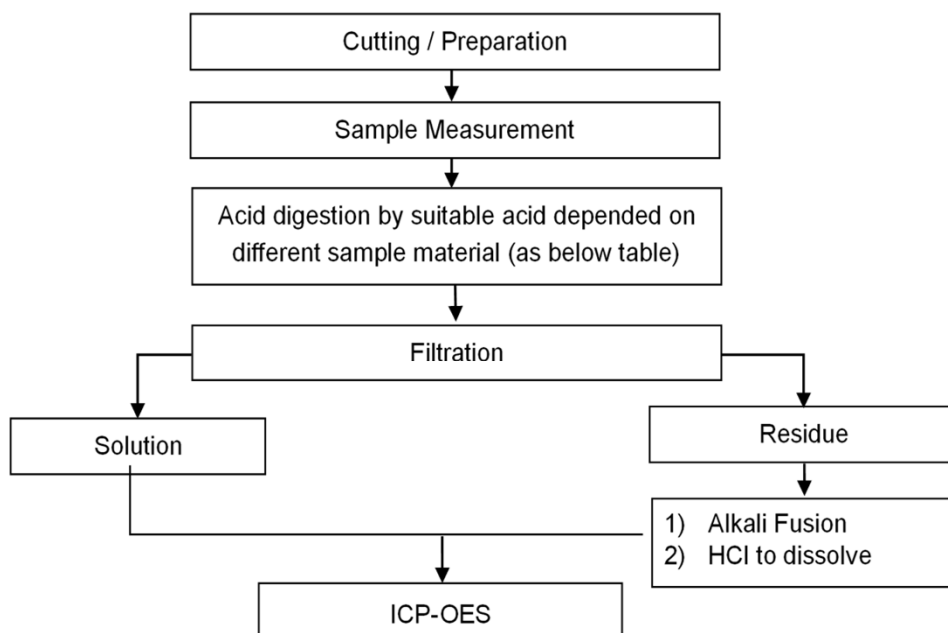 Cutting / Preparation
Sample Measurement
Acid digestion by suitable acid depended on
different sample material (as below table)
Filtration
Solution
Residue
1) Alkali Fusion
2) HCl to dissolve
ICP-OES